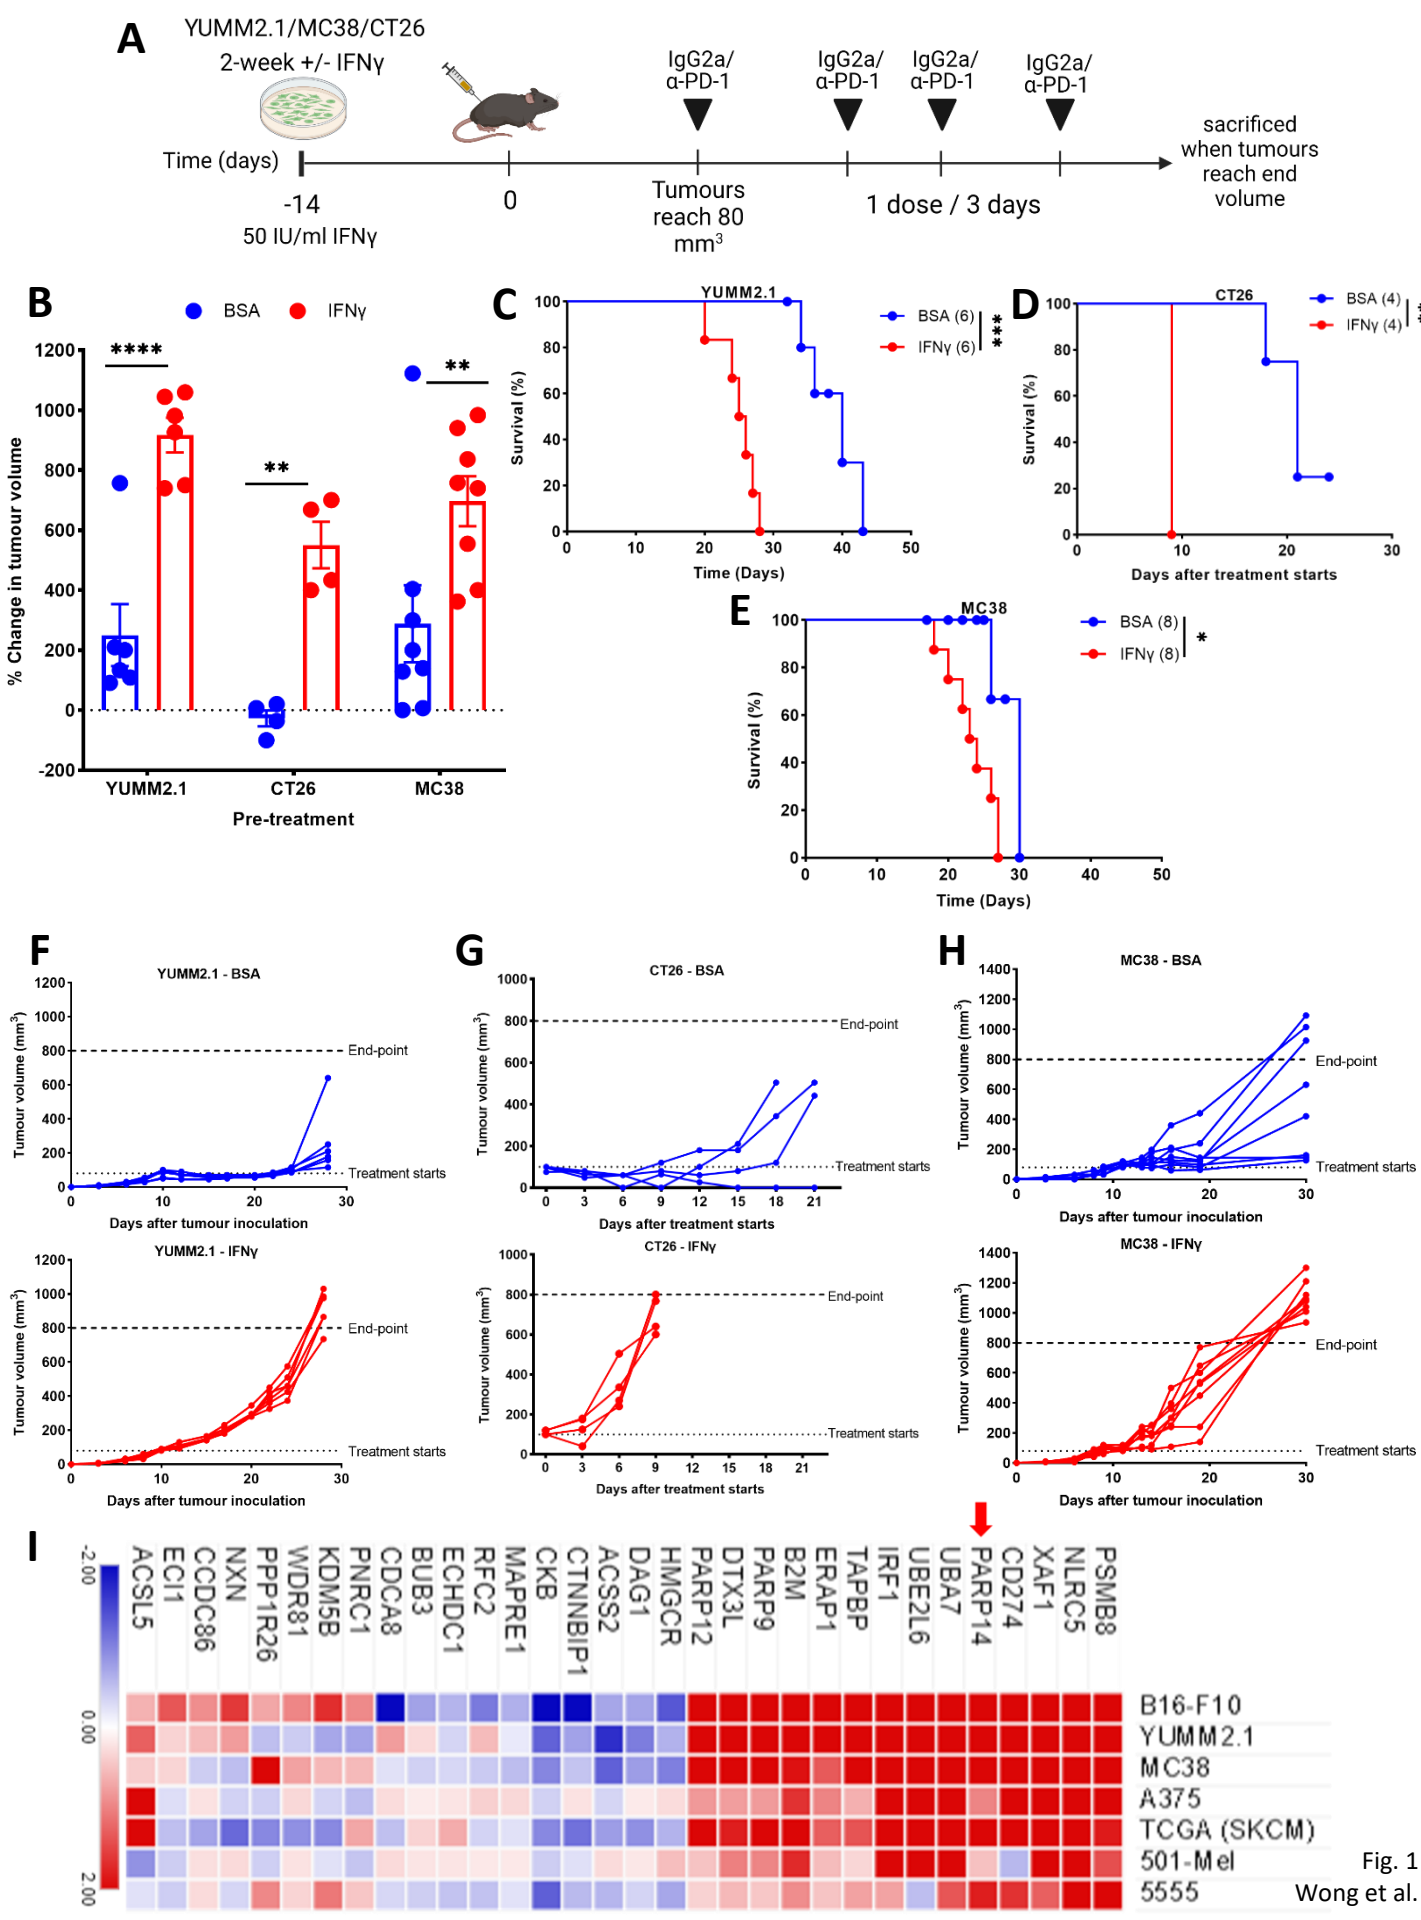 A
YUMM2.1/MC38/CT26
2-week +/- IFNγ
IgG2a/
α-PD-1
IgG2a/
α-PD-1
IgG2a/
α-PD-1
IgG2a/
α-PD-1
Time (days)
-14
0
50 IU/ml IFNγ
Tumours
reach 80
mm³
1 dose / 3 days
sacrificed
when tumours
reach end
volume
B
BSA
IFNγ
% Change in tumour volume
1200
1000
800
600
400
200
0
-200
****
**
**
YUMM2.1
CT26
MC38
Pre-treatment
C
YUMM2.1
Survival (%)
100
80
60
40
20
0
0 10 20 30 40 50
Time (Days)
BSA (6)
IFNγ (6)
***
D
CT26
Survival (%)
100
80
60
40
20
0
0 10 20 30
Days after treatment starts
BSA (4)
IFNγ (4)
E
MC38
Survival (%)
100
80
60
40
20
0
0 10 20 30 40 50
Time (Days)
BSA (8)
IFNγ (8)
*
F
YUMM2.1 - BSA
Tumour volume (mm³)
1200
1000
800
600
400
200
0
End-point
Treatment starts
0 10 20 30
Days after tumour inoculation
YUMM2.1 - IFNγ
Tumour volume (mm³)
1200
1000
800
600
400
200
0
End-point
Treatment starts
0 10 20 30
Days after tumour inoculation
G
CT26 - BSA
Tumour volume (mm³)
1000
800
600
400
200
0
End-point
Treatment starts
0 3 6 9 12 15 18 21
Days after treatment starts
CT26 - IFNγ
Tumour volume (mm³)
1000
800
600
400
200
0
End-point
Treatment starts
0 3 6 9 12 15 18 21
Days after treatment starts
H
MC38 - BSA
Tumour volume (mm³)
1400
1200
1000
800
600
400
200
0
End-point
Treatment starts
0 10 20 30
Days after tumour inoculation
MC38 - IFNγ
Tumour volume (mm³)
1400
1200
1000
800
600
400
200
0
End-point
Treatment starts
0 10 20 30
Days after tumour inoculation
I
-2.00
0.00
2.00
ACSL5
ECI1
CCDC86
NXN
PPP1R26
WDR81
KDM5B
PNRC1
CDCA8
BUB3
ECHDC1
RFC2
MAPRE1
CKB
CTNNBIP1
ACSS2
DAG1
HMGCR
PARP12
DTX3L
PARP9
B2M
ERAP1
TAPBP
IRF1
UBE2L6
UBA7
PARP14
CD274
XAF1
NLRC5
PSMB8
B16-F10
YUMM2.1
MC38
A375
TCGA (SKCM)
501-Mel
5555
Fig. 1
Wong et al.